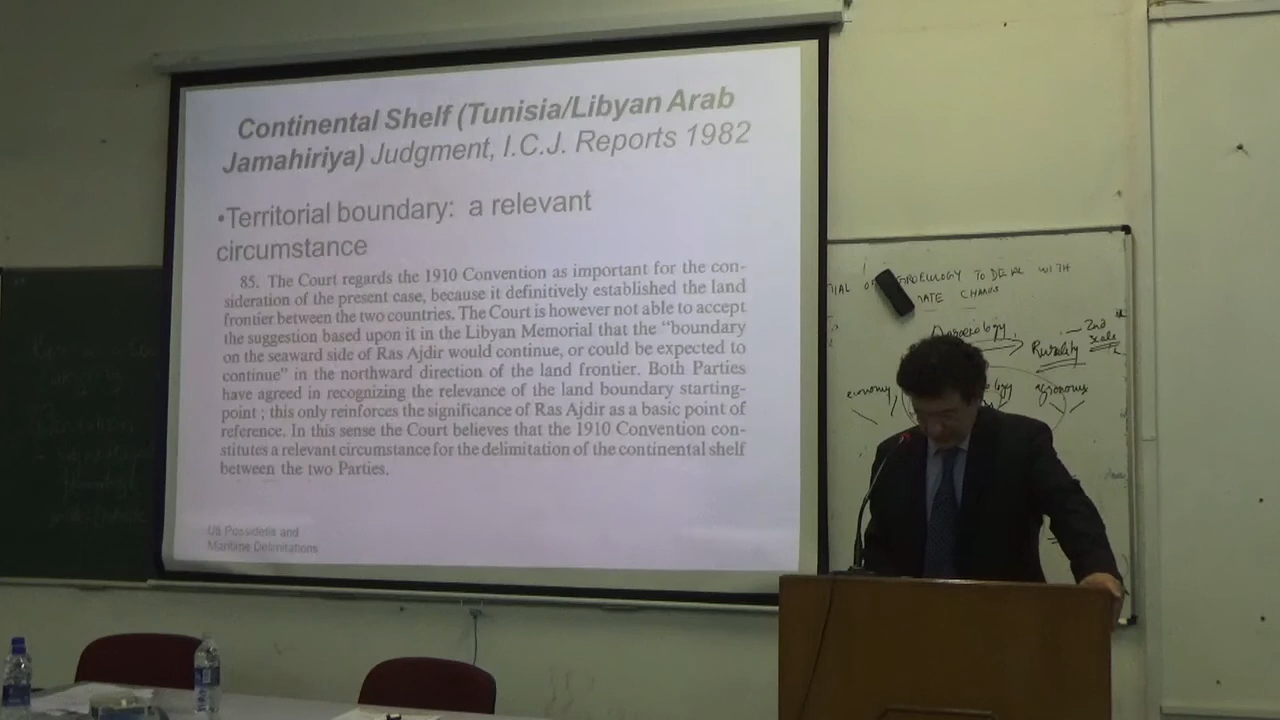 Continental Shelf (Tunisia/Libyan Arab
Jamahiriya) Judgment, I.C.J. Reports 1982
•Territorial boundary: a relevant
circumstance
85. The Court regards the 1910 Convention as important for the con-
sideration of the present case, because it definitively established the land
frontier between the two countries. The Court is however not able to accept
the suggestion based upon it in the Libyan Memorial that the “boundary
on the seaward side of Ras Ajdir would continue, or could be expected to
continue” in the northward direction of the land frontier. Both Parties
have agreed in recognizing the relevance of the land boundary starting-
point ; this only reinforces the significance of Ras Ajdir as a basic point of
reference. In this sense the Court believes that the 1910 Convention con-
stitutes a relevant circumstance for the delimitation of the continental shelf
between the two Parties.
Uti Possidetis and
Maritime Delimitations
TO DEAL WITH
Rurality
2nd
scale
economy